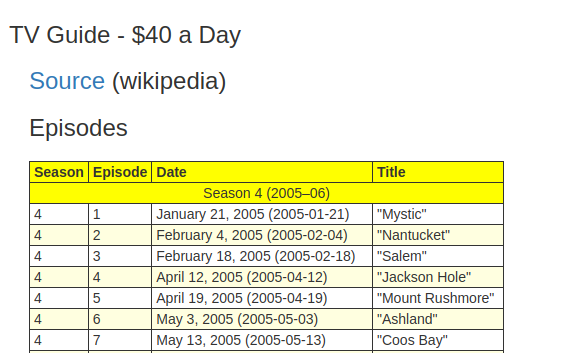 TV Guide - $40 a Day
Source (wikipedia)
Episodes
Season Episode Date Title
Season 4 (2005–06)
4 1 January 21, 2005 (2005-01-21) "Mystic"
4 2 February 4, 2005 (2005-02-04) "Nantucket"
4 3 February 18, 2005 (2005-02-18) "Salem"
4 4 April 12, 2005 (2005-04-12) "Jackson Hole"
4 5 April 19, 2005 (2005-04-19) "Mount Rushmore"
4 6 May 3, 2005 (2005-05-03) "Ashland"
4 7 May 13, 2005 (2005-05-13) "Coos Bay"